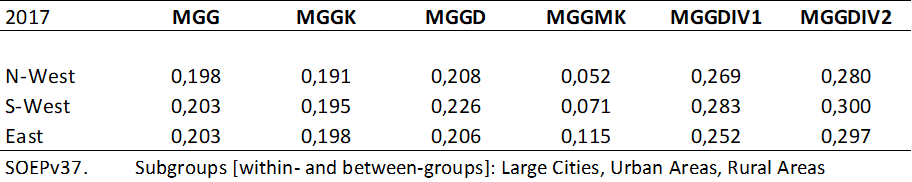 2017 MGG MGGK MGGD MGGMK MGGDIV1 MGGDIV2
N-West 0,198 0,191 0,208 0,052 0,269 0,280
S-West 0,203 0,195 0,226 0,071 0,283 0,300
East 0,203 0,198 0,206 0,115 0,252 0,297
SOEPv37. Subgroups [within- and between-groups]: Large Cities, Urban Areas, Rural Areas